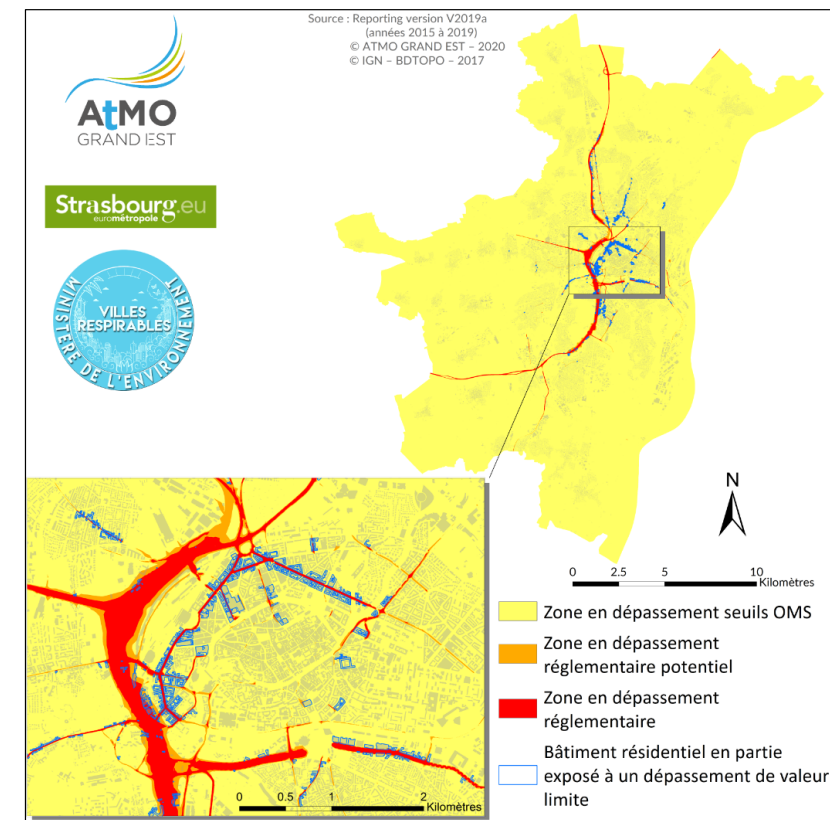 Source : Reporting version V2019a
(années 2015 à 2019)
© ATMO GRAND EST – 2020
© IGN – BDTOPO – 2017
AtMO
GRAND EST
Strasbourg.eu
eurométropole
VILLES
RESPIRABLES
MINISTÈRE DE L'ENVIRONNEMENT
N
0 2.5 5 10
Kilomètres
Zone en dépassement seuils OMS
Zone en dépassement
réglementaire potentiel
Zone en dépassement
réglementaire
Bâtiment résidentiel en partie
exposé à un dépassement de valeur
limite
0 0.5 1 2
Kilomètres